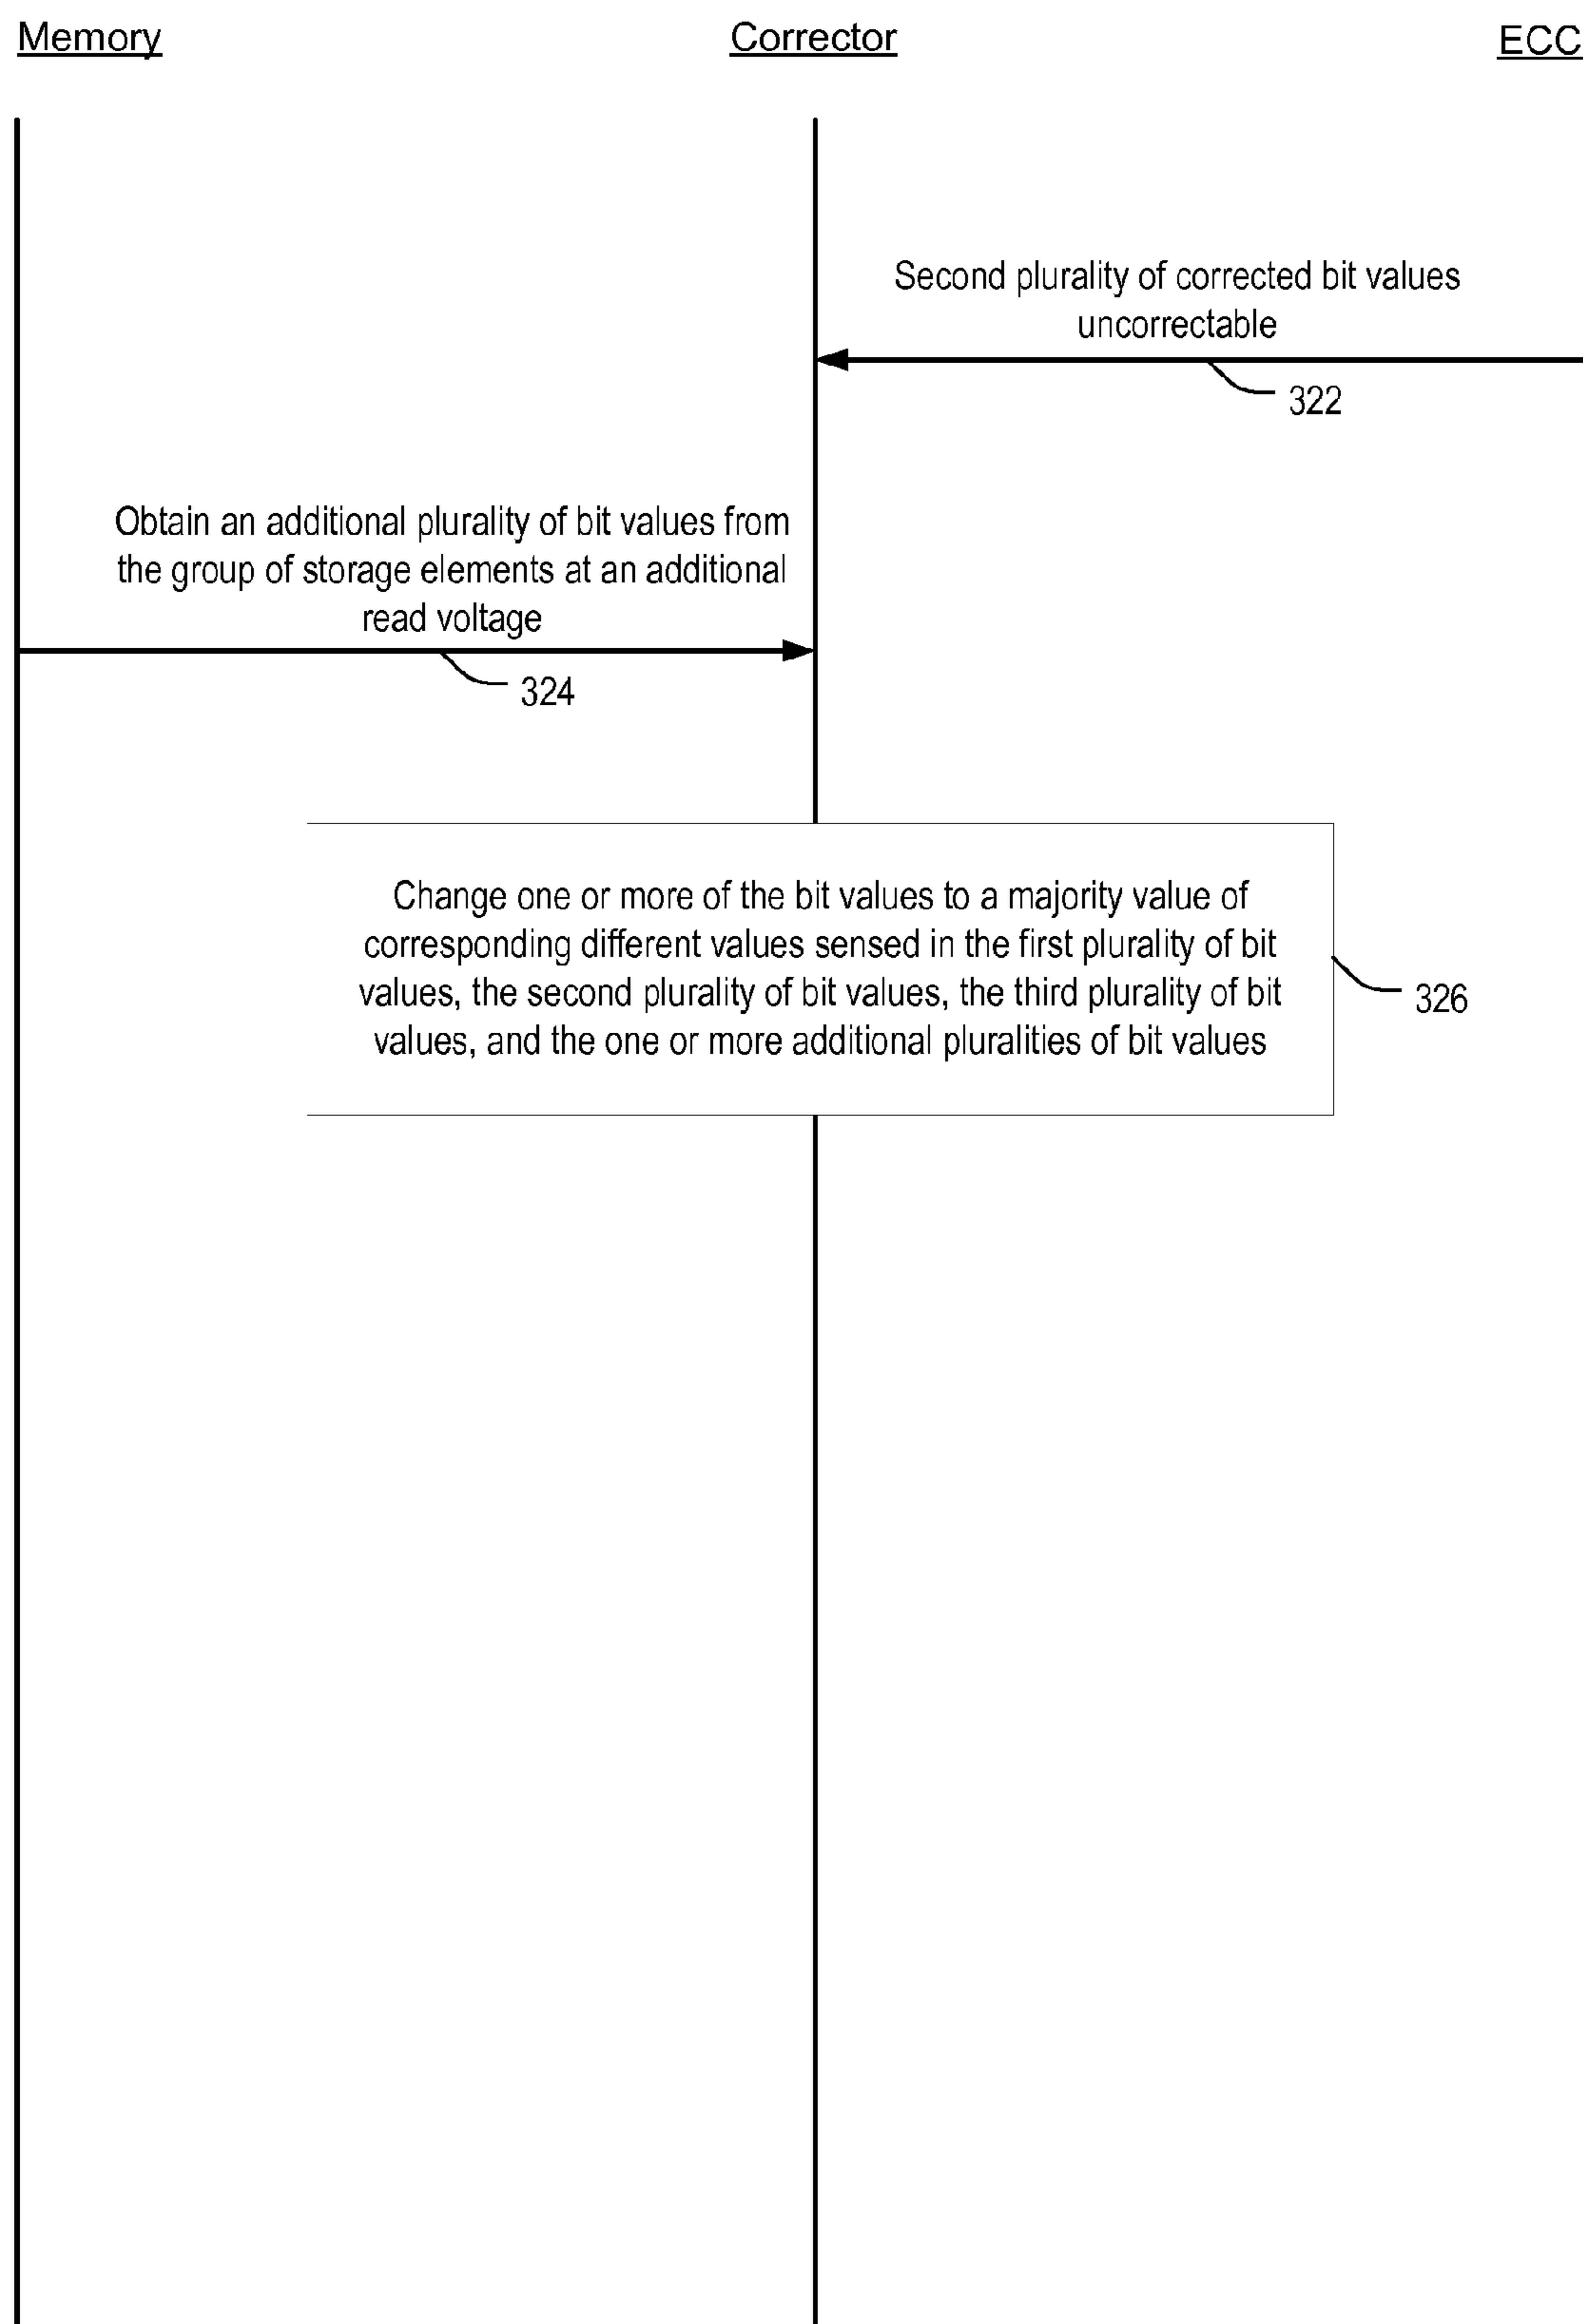 Memory
Corrector
ECC
Second plurality of corrected bit values
uncorrectable
322
Obtain an additional plurality of bit values from
the group of storage elements at an additional
read voltage
324
Change one or more of the bit values to a majority value of
corresponding different values sensed in the first plurality of bit
values, the second plurality of bit values, the third plurality of bit
values, and the one or more additional pluralities of bit values
326